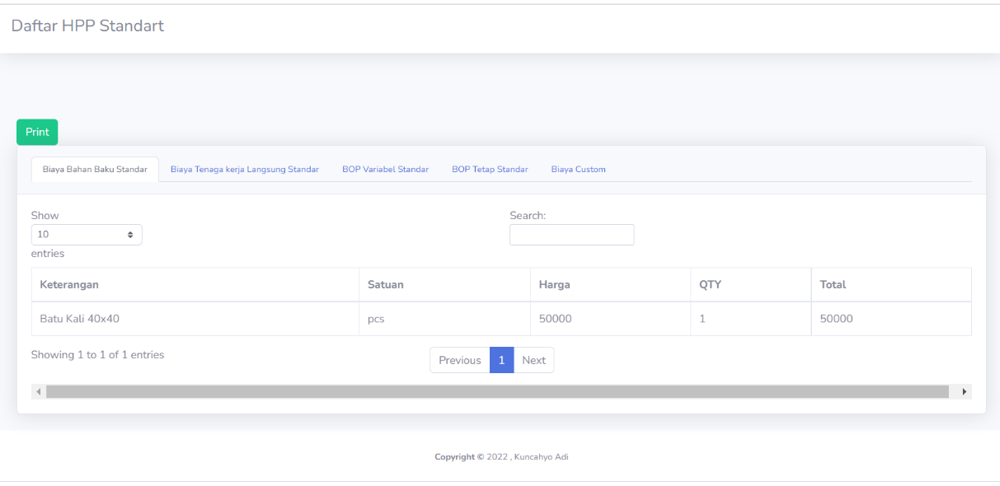 Daftar HPP Standart
Print
Biaya Bahan Baku Standar Biaya Tenaga kerja Langsung Standar BOP Variabel Standar BOP Tetap Standar Biaya Custom
Show Search:
10
entries
Keterangan Satuan Harga QTY Total
Batu Kali 40x40 pcs 50000 1 50000
Showing 1 to 1 of 1 entries Previous 1 Next
Copyright © 2022 , Kuncahyo Adi